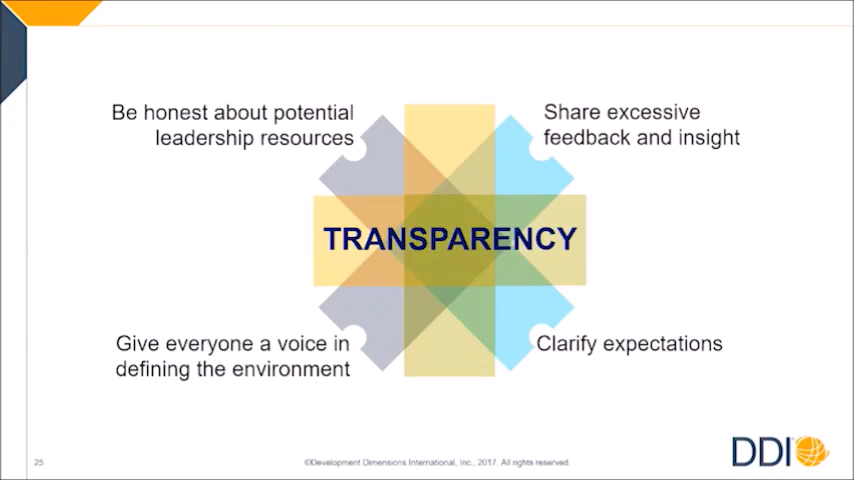 Be honest about potential
leadership resources
Share excessive
feedback and insight
TRANSPARENCY
Give everyone a voice in
defining the environment
Clarify expectations
25
©Development Dimensions International, Inc., 2017. All rights reserved.
DDI